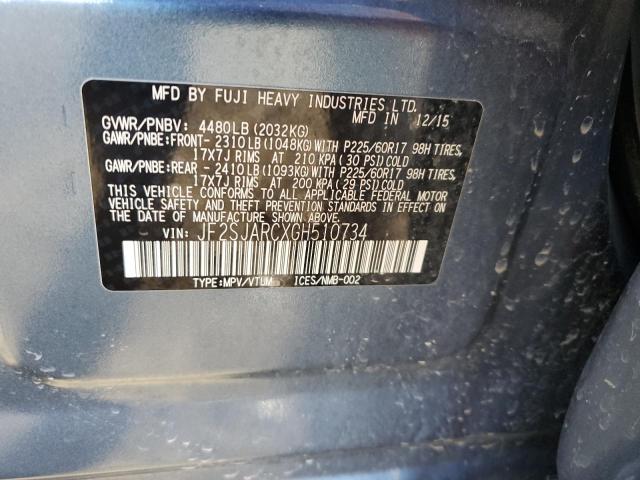 MFD BY FUJI HEAVY INDUSTRIES LTD.
MFD IN 12/15
GVWR/PNBV: 4480LB(2032KG)
GAWR/PNBE:FRONT- 2310LB(1048KG)WITH P225/60R17 98H TIRES,
17X7J RIMS AT 210 KPA(30 PSI)COLD
GAWR/PNBE:REAR - 2410LB(1093KG)WITH P225/60R17 98H TIRES,
17X7J RIMS AT 200 KPA(29 PSI)COLD
THIS VEHICLE CONFORMS TO ALL APPLICABLE FEDERAL MOTOR
VEHICLE SAFETY, BUMPER, AND THEFT PREVENTION STANDARDS
IN EFFECT ON THE DATE OF MANUFACTURE SHOWN ABOVE.
VIN: JF2SJARCXGH510734
TYPE:MPV/VTUM ICES/NMB-002